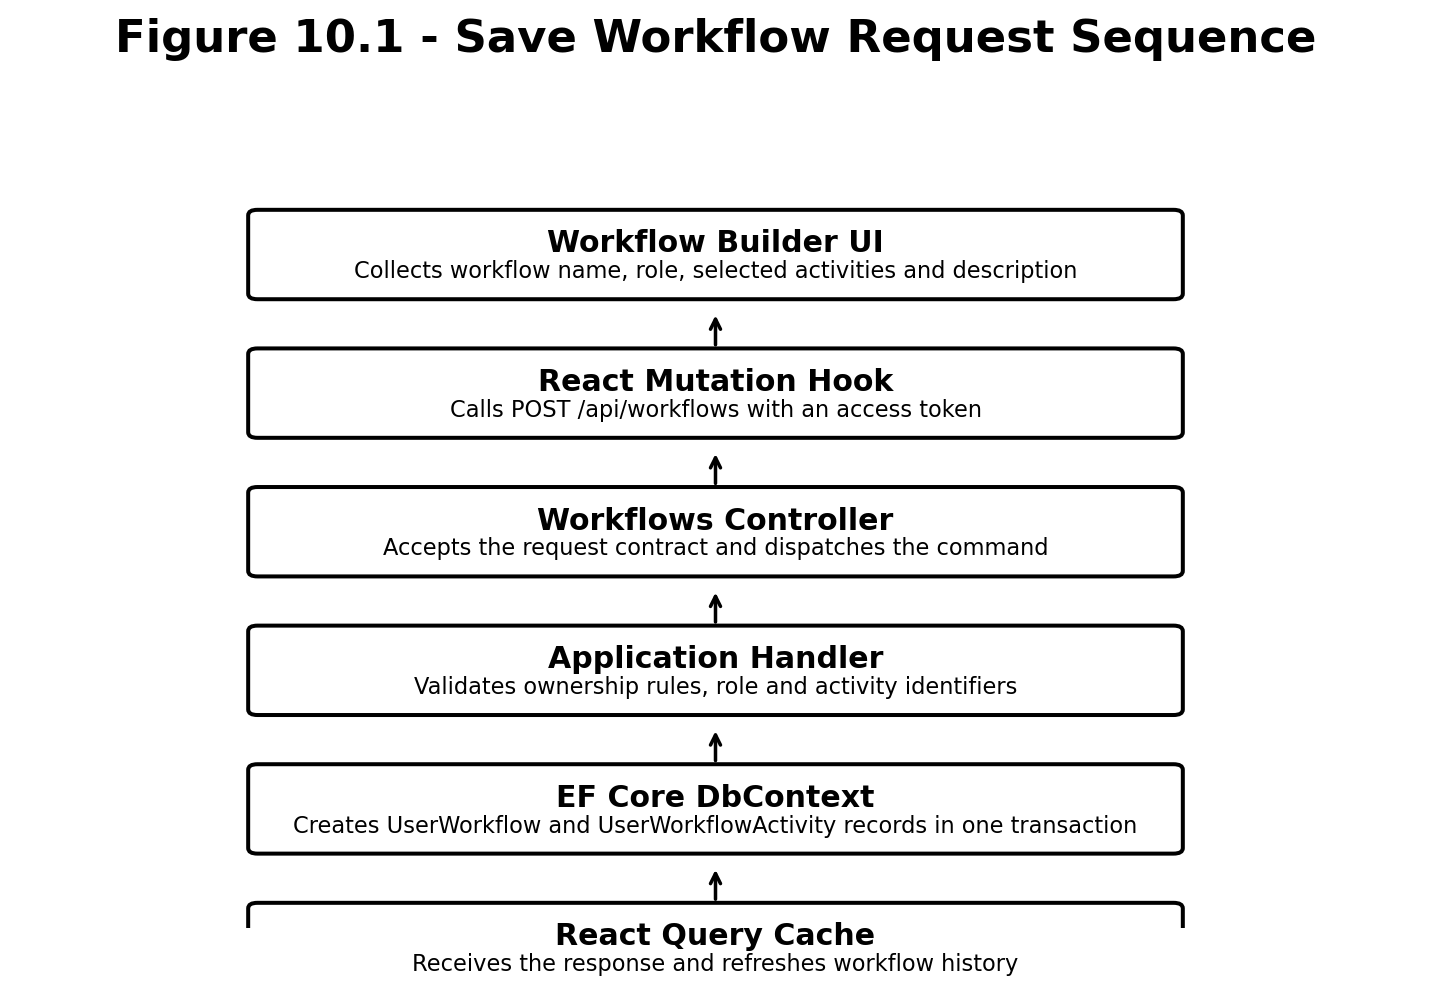 Figure 10.1 - Save Workflow Request Sequence
Workflow Builder UI
Collects workflow name, role, selected activities and description
React Mutation Hook
Calls POST /api/workflows with an access token
Workflows Controller
Accepts the request contract and dispatches the command
Application Handler
Validates ownership rules, role and activity identifiers
EF Core DbContext
Creates UserWorkflow and UserWorkflowActivity records in one transaction
React Query Cache
Receives the response and refreshes workflow history